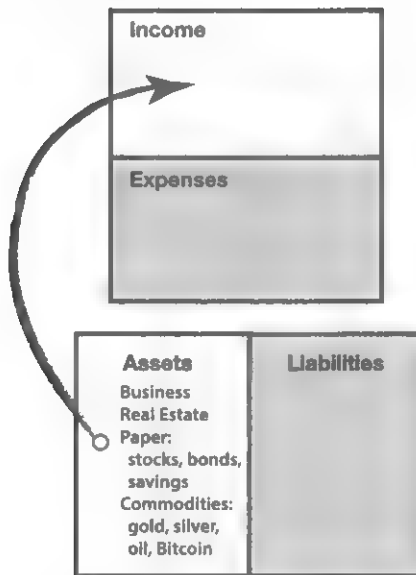 Income
Expenses
Assets
Business
Real Estate
Paper:
stocks, bonds,
savings
Commodities:
gold, silver,
oil, Bitcoin
Liabilities